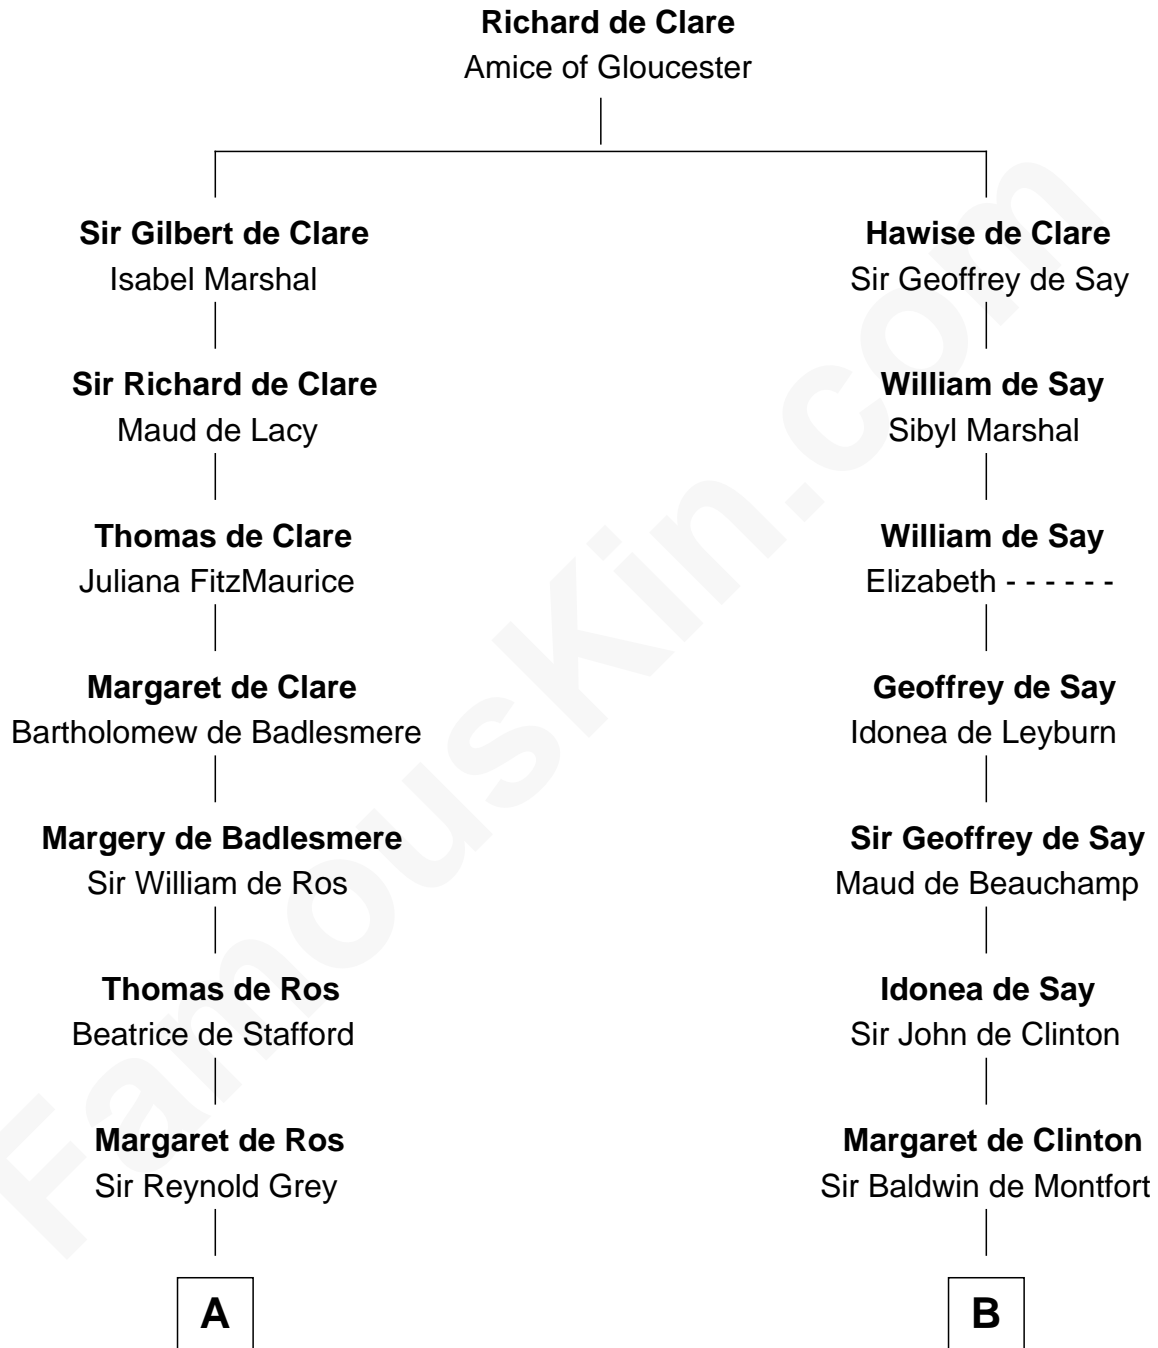 Richard de Clare
Amice of Gloucester
Sir Gilbert de Clare
Isabel Marshal
Hawise de Clare
Sir Geoffrey de Say
Sir Richard de Clare
Maud de Lacy
William de Say
Sibyl Marshal
Thomas de Clare
Juliana FitzMaurice
William de Say
Elizabeth - - - - - -
Margaret de Clare
Bartholomew de Badlesmere
Geoffrey de Say
Idonea de Leyburn
Margery de Badlesmere
Sir William de Ros
Sir Geoffrey de Say
Maud de Beauchamp
Thomas de Ros
Beatrice de Stafford
Idonea de Say
Sir John de Clinton
Margaret de Ros
Sir Reynold Grey
Margaret de Clinton
Sir Baldwin de Montfort
A
B
FamousKin.com